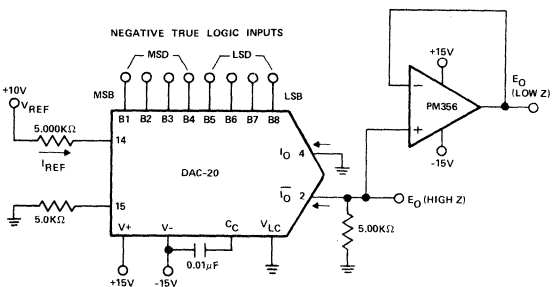 NEGATIVE TRUE LOGIC INPUTS
MSD LSD
MSB LSB
B1 B2 B3 B4 B5 B6 B7 B8
+10V
VREF
5.000KΩ
IREF
14
15
5.0KΩ
DAC-20
IO 4
IO 2
V+ V- CC VLC
0.01μF
+15V -15V
+15V
-
PM356
+
-15V
EO
(LOW Z)
EO (HIGH Z)
5.00KΩ